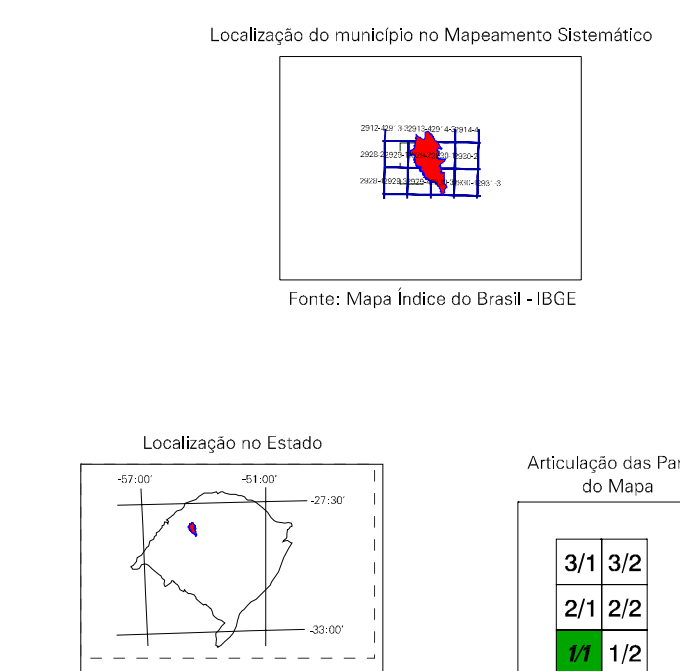 Localização do município no Mapeamento Sistemático
Fonte: Mapa Índice do Brasil - IBGE
Localização no Estado
-57:00' -51:00'
-27:30'
-33:00'
Articulação das
do Mapa
3/1 3/2
2/1 2/2
1/1 1/2